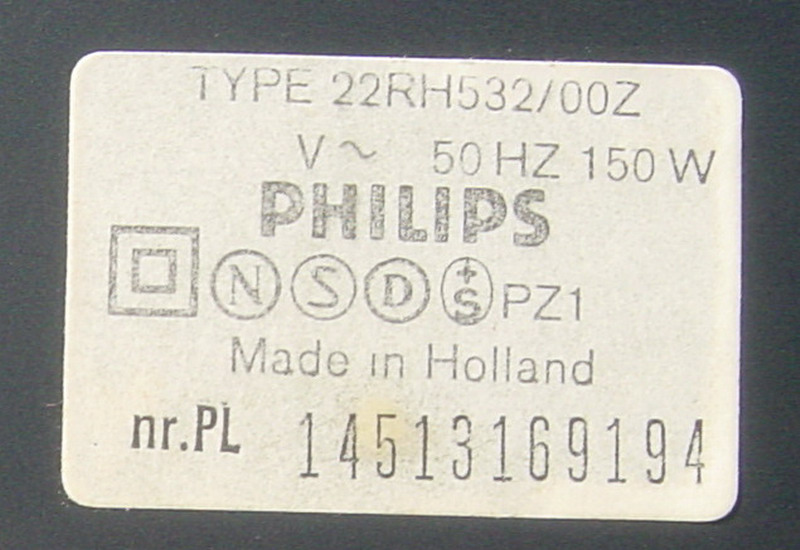 TYPE 22RH532/00Z
V~ 50 HZ 150 W
PHILIPS
N S D +S PZ1
Made in Holland
nr.PL 14513169194